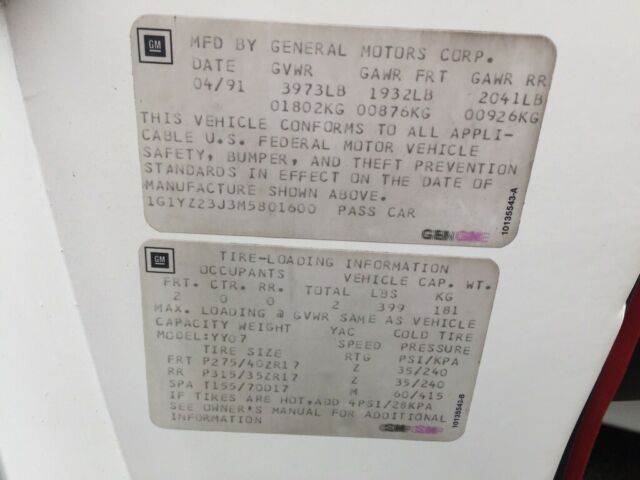 GM
MFD BY GENERAL MOTORS CORP.
DATE GVWR GAWR FRT GAWR RR
04/91 3973LB 1932LB 2041LB
01802KG 00876KG 00926KG
THIS VEHICLE CONFORMS TO ALL APPLI-
CABLE U.S. FEDERAL MOTOR VEHICLE
SAFETY, BUMPER, AND THEFT PREVENTION
STANDARDS IN EFFECT ON THE DATE OF
MANUFACTURE SHOWN ABOVE.
1G1YZ23J3M5801600 PASS CAR
10135543-A
GM
TIRE-LOADING INFORMATION
OCCUPANTS VEHICLE CAP. WT.
FRT. CTR. RR. TOTAL LBS KG
2 0 0 2 399 181
MAX. LOADING @ GVWR SAME AS VEHICLE
CAPACITY WEIGHT YAC COLD TIRE
MODEL:YY07 SPEED PRESSURE
TIRE SIZE RTG PSI/KPA
FRT P275/40ZR17 Z 35/240
RR P315/35ZR17 Z 35/240
SPA T155/70D17 M 60/415
IF TIRES ARE HOT,ADD 4PSI/28KPA
SEE OWNER'S MANUAL FOR ADDITIONAL
INFORMATION
10135543-B